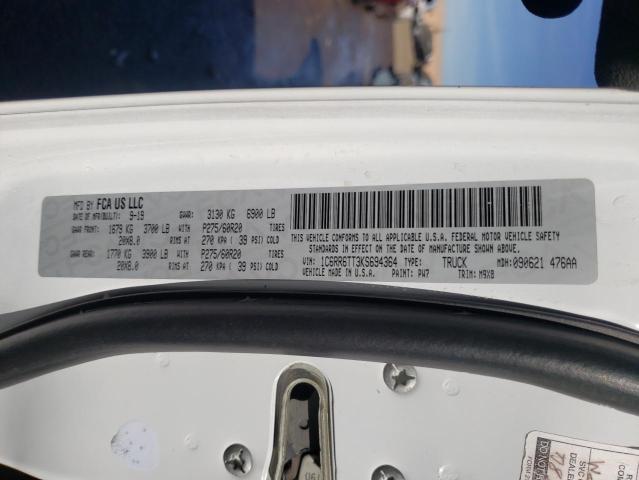 MFD BY FCA US LLC
DATE OF MFR(BUILT): 9-19 GVWR: 3130 KG 6900 LB
GAWR FRONT: 1679 KG 3700 LB WITH P275/60R20 TIRES
20X8.0 RIMS AT 270 KPA ( 39 PSI) COLD
GAWR REAR: 1770 KG 3900 LB WITH P275/60R20 TIRES
20X8.0 RIMS AT 270 KPA ( 39 PSI) COLD
THIS VEHICLE CONFORMS TO ALL APPLICABLE U.S.A. FEDERAL MOTOR VEHICLE SAFETY
STANDARDS IN EFFECT ON THE DATE OF MANUFACTURE SHOWN ABOVE.
VIN: 1C6RR6TT3KS694364 TYPE: TRUCK MDH: 090621 476AA
VEHICLE MADE IN U.S.A. PAINT: PW7 TRIM: M9X8